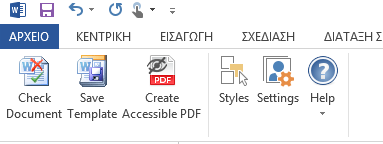 ΑΡΧΕΙΟ ΚΕΝΤΡΙΚΗ ΕΙΣΑΓΩΓΗ ΣΧΕΔΙΑΣΗ ΔΙΑΤΑΞΗ Σ
PDF
Check Save Create Styles Settings Help
Document Template Accessible PDF